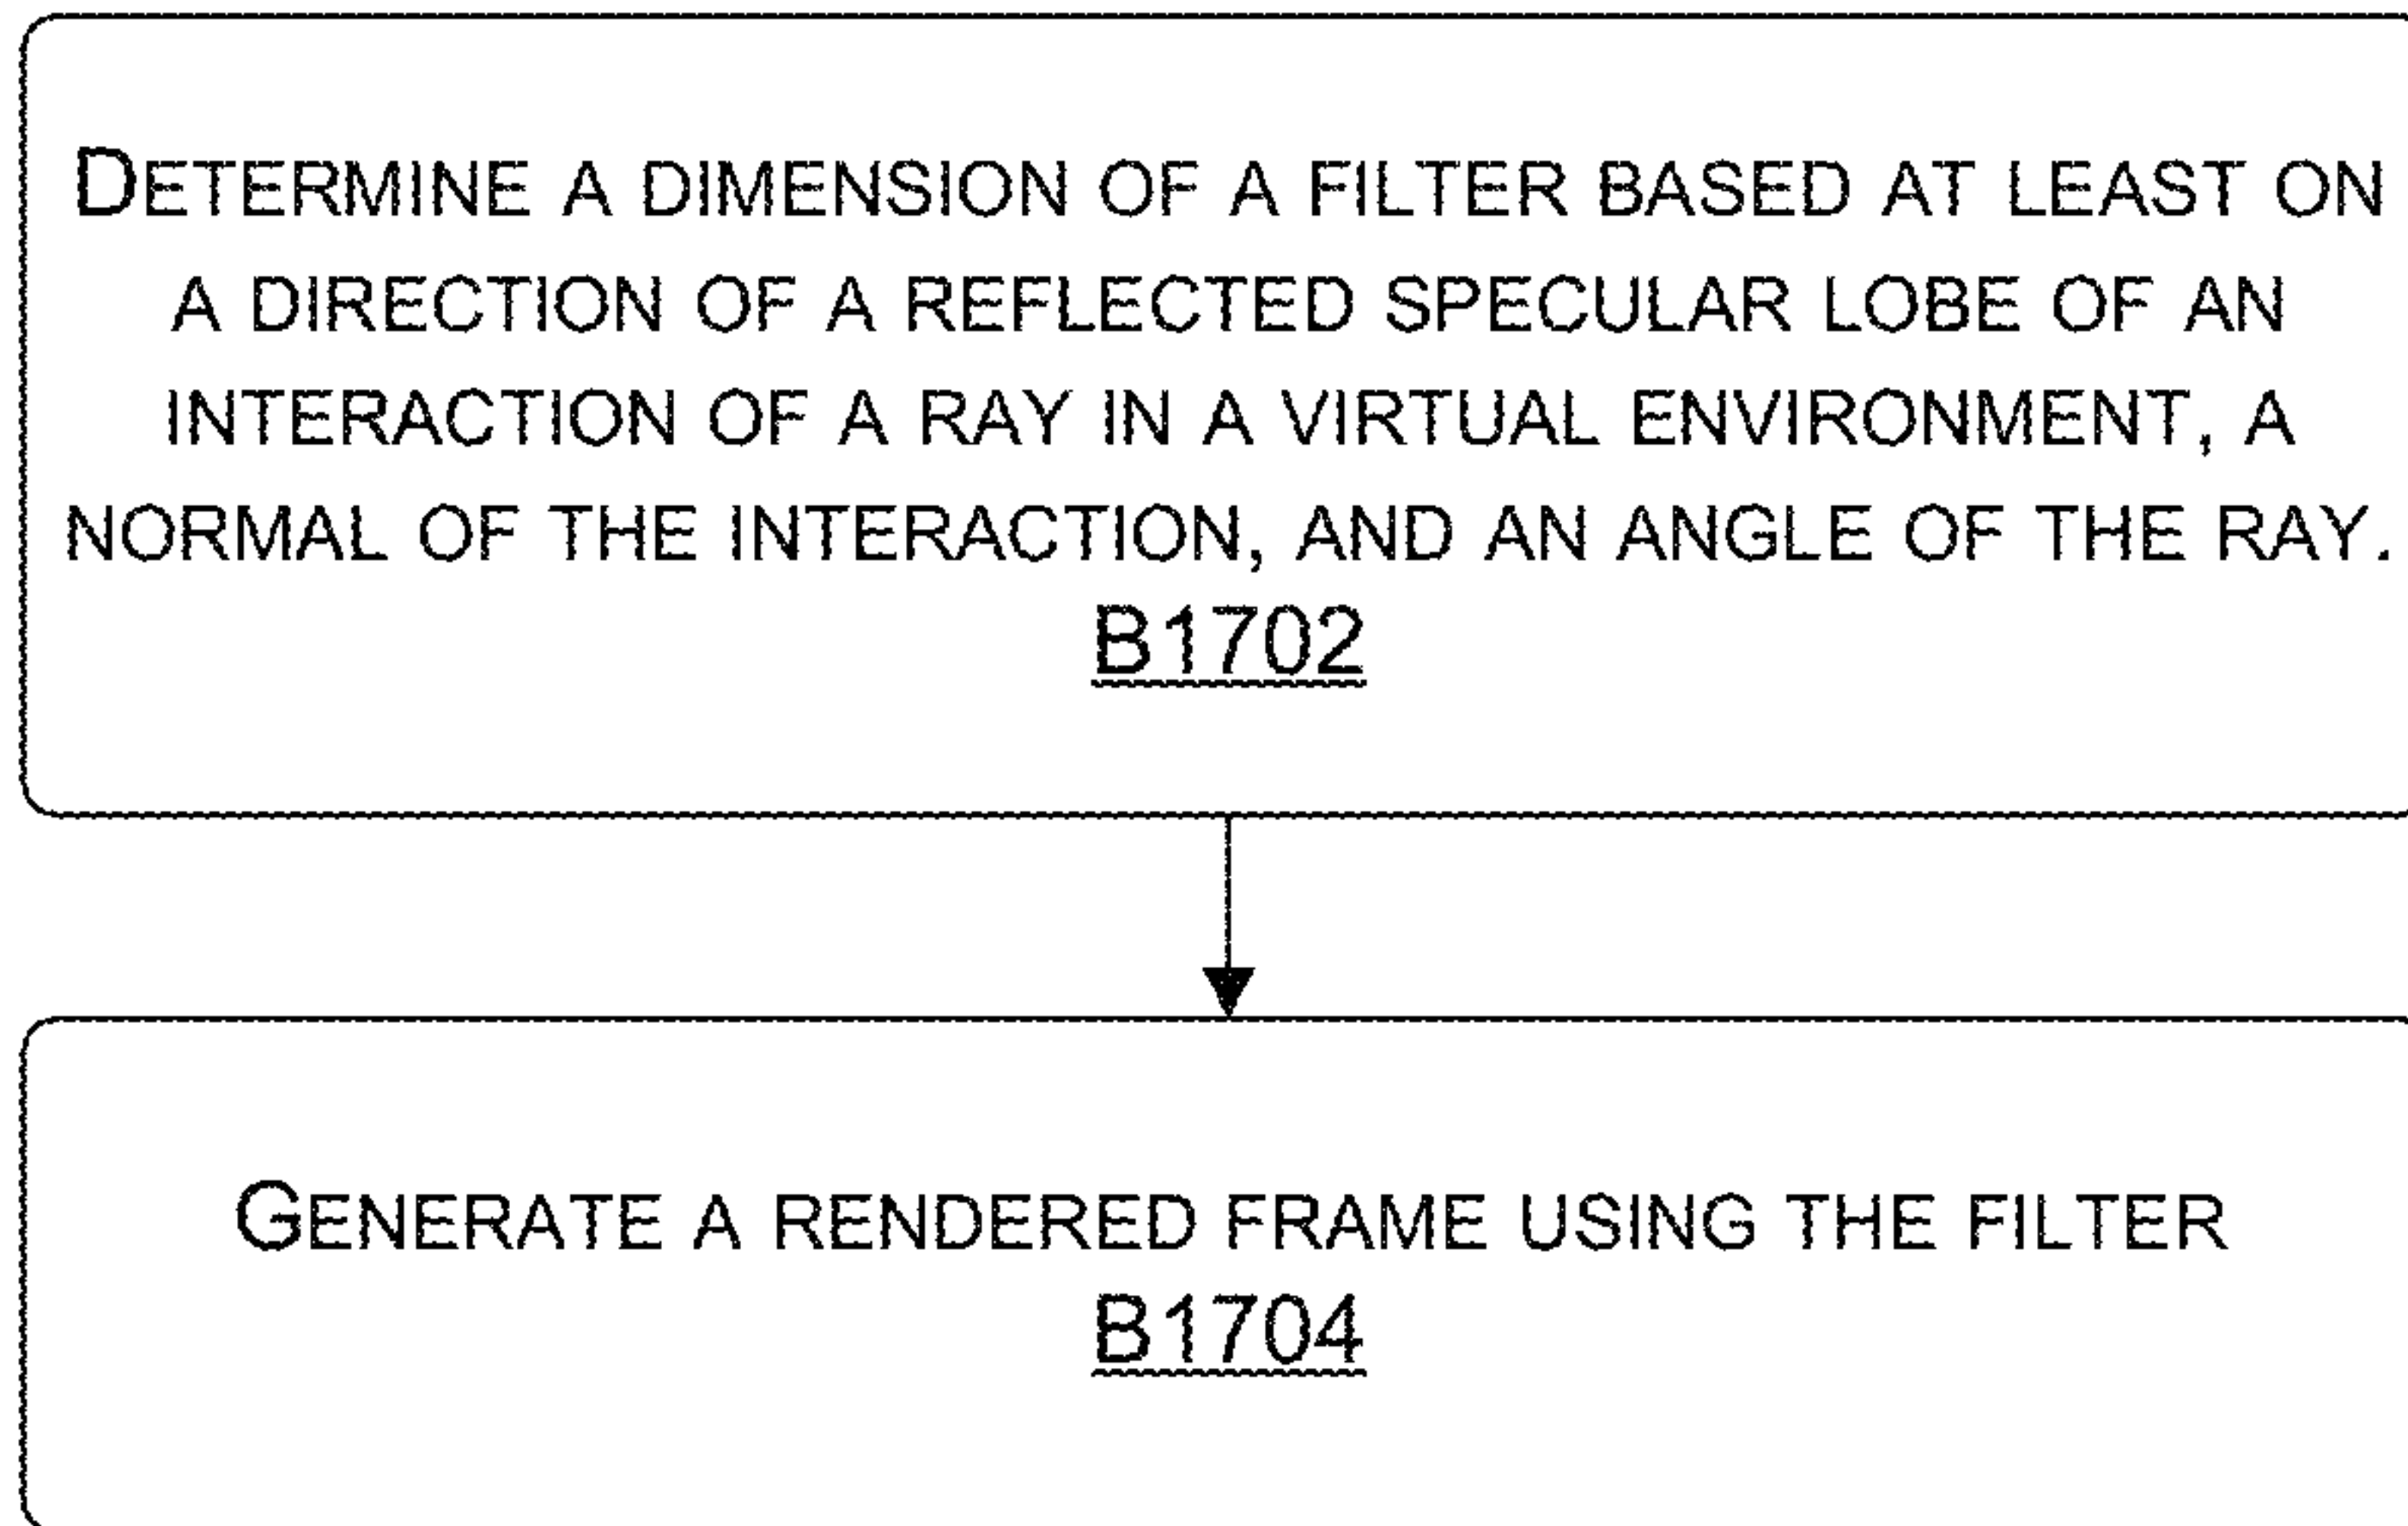 DETERMINE A DIMENSION OF A FILTER BASED AT LEAST ON
A DIRECTION OF A REFLECTED SPECULAR LOBE OF AN
INTERACTION OF A RAY IN A VIRTUAL ENVIRONMENT, A
NORMAL OF THE INTERACTION, AND AN ANGLE OF THE RAY.
B1702
GENERATE A RENDERED FRAME USING THE FILTER
B1704